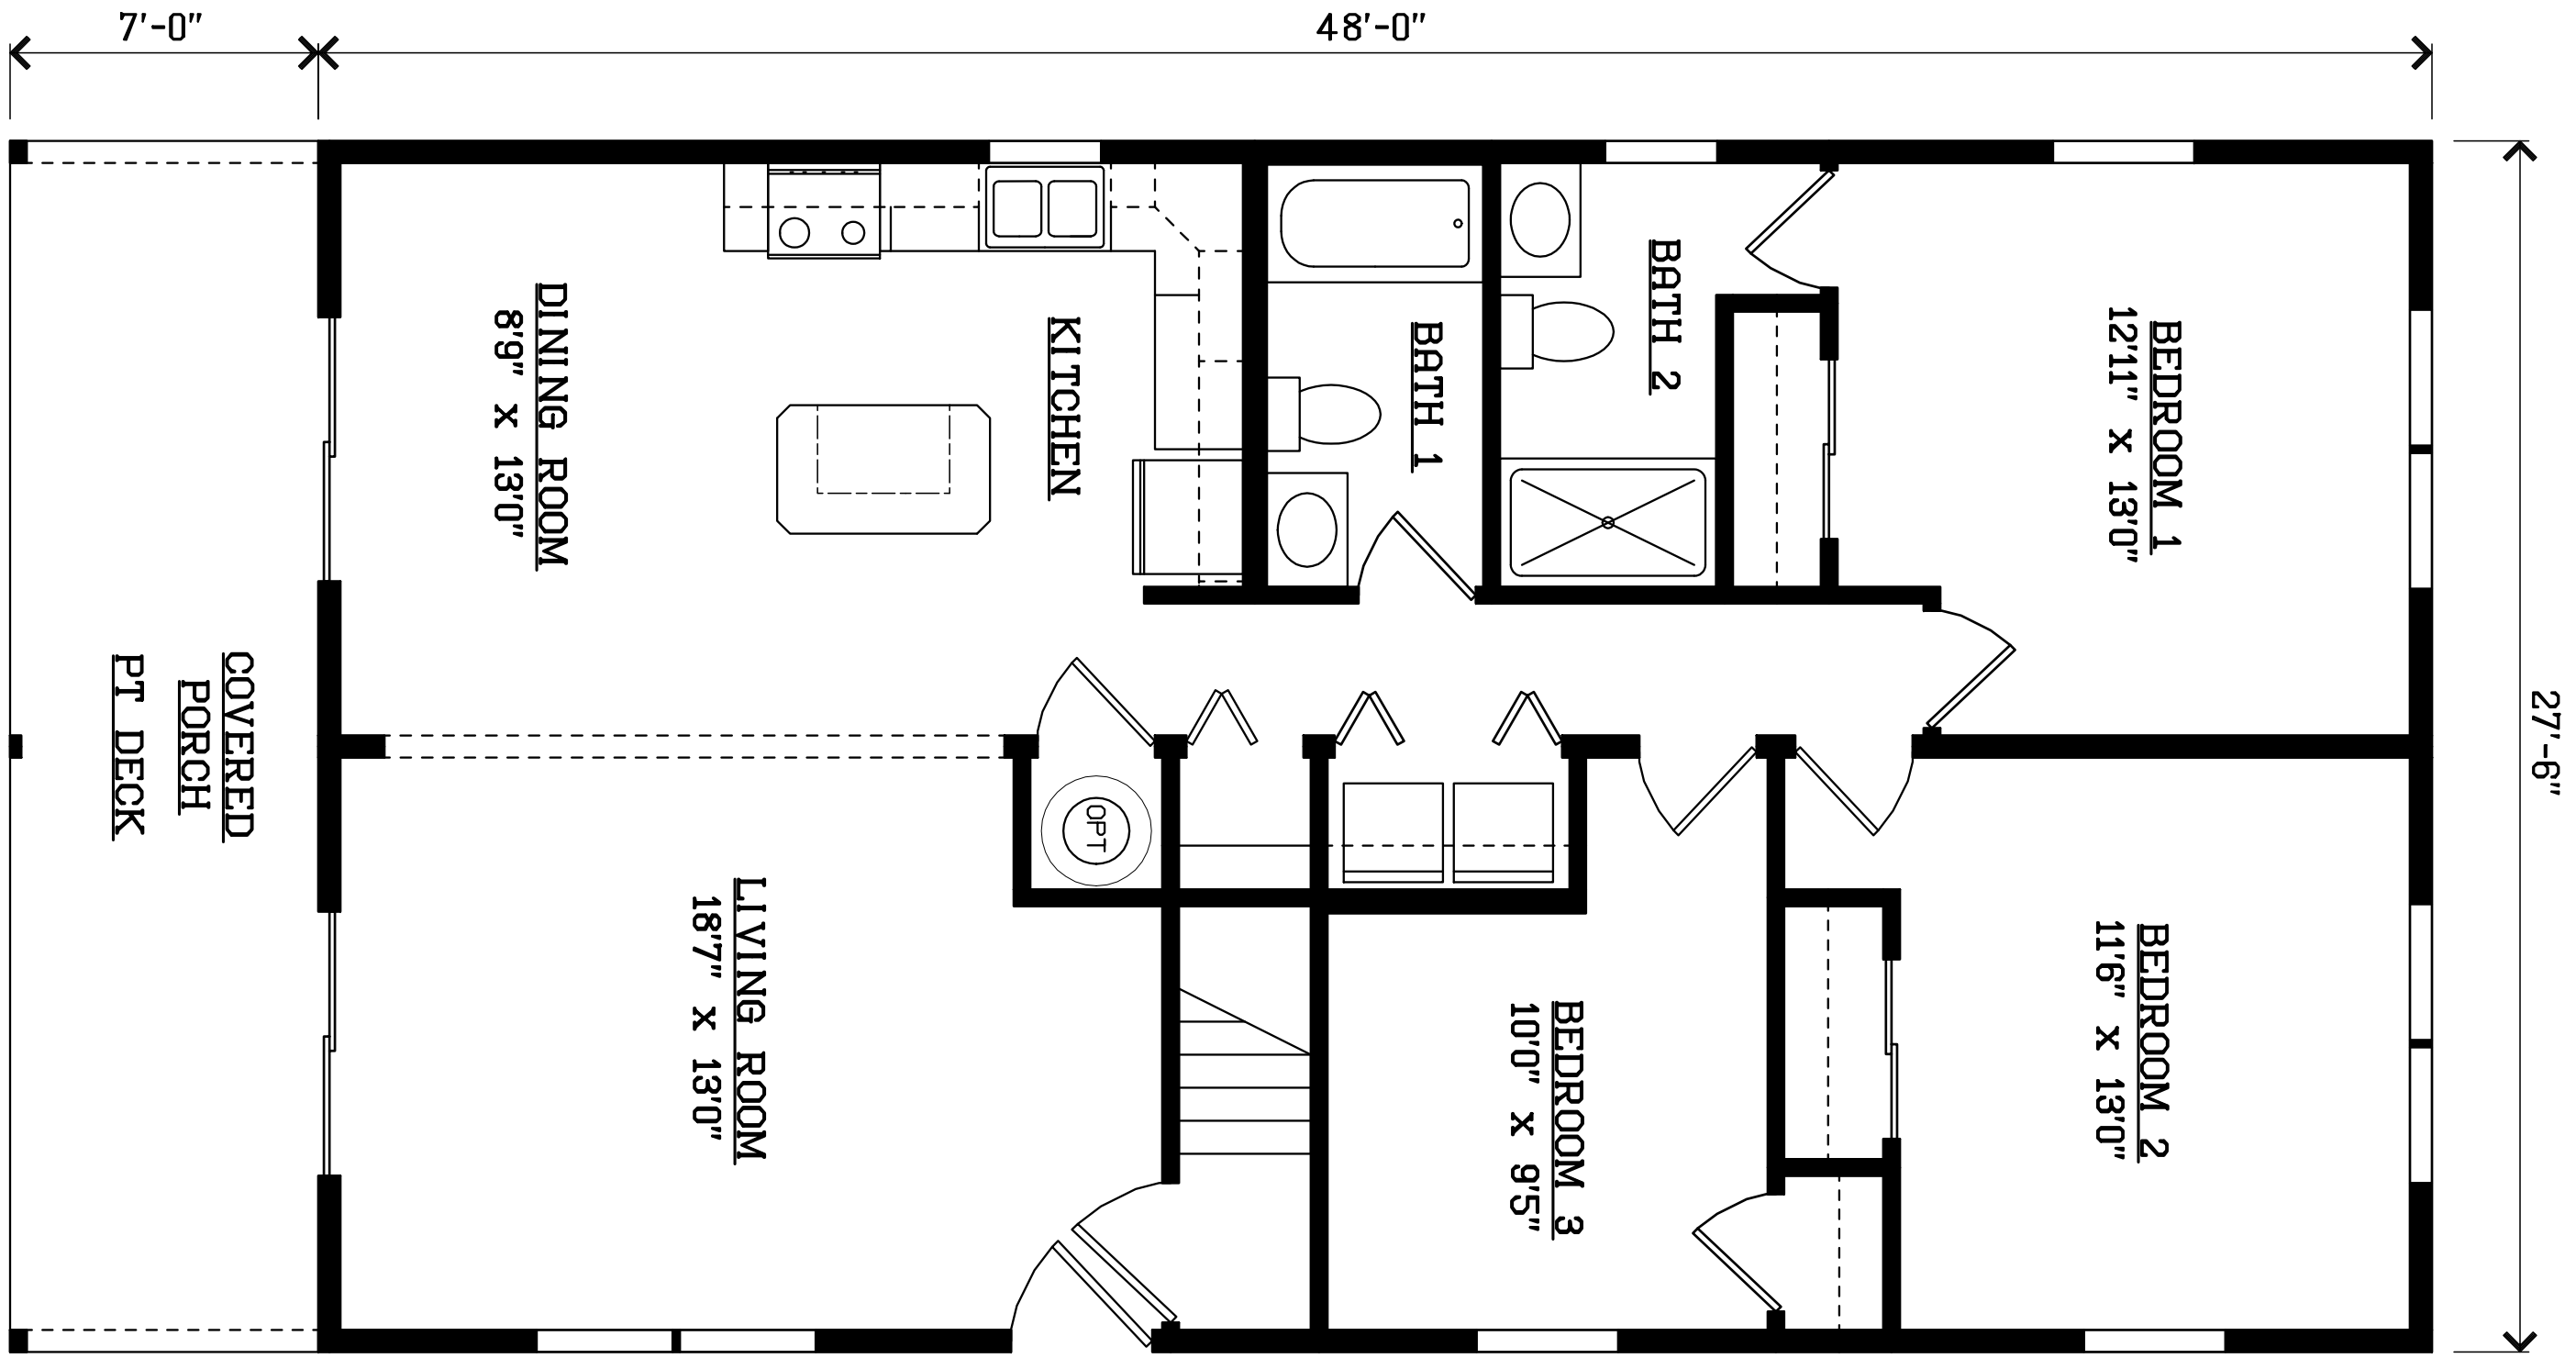 7'-0"
48'-0"
27'-6"
DINING ROOM
8'9" x 13'0"
KITCHEN
BATH 1
BATH 2
BEDROOM 1
12'11" x 13'0"
COVERED
PORCH
PT DECK
OPT
LIVING ROOM
18'7" x 13'0"
BEDROOM 3
10'0" x 9'5"
BEDROOM 2
11'6" x 13'0"